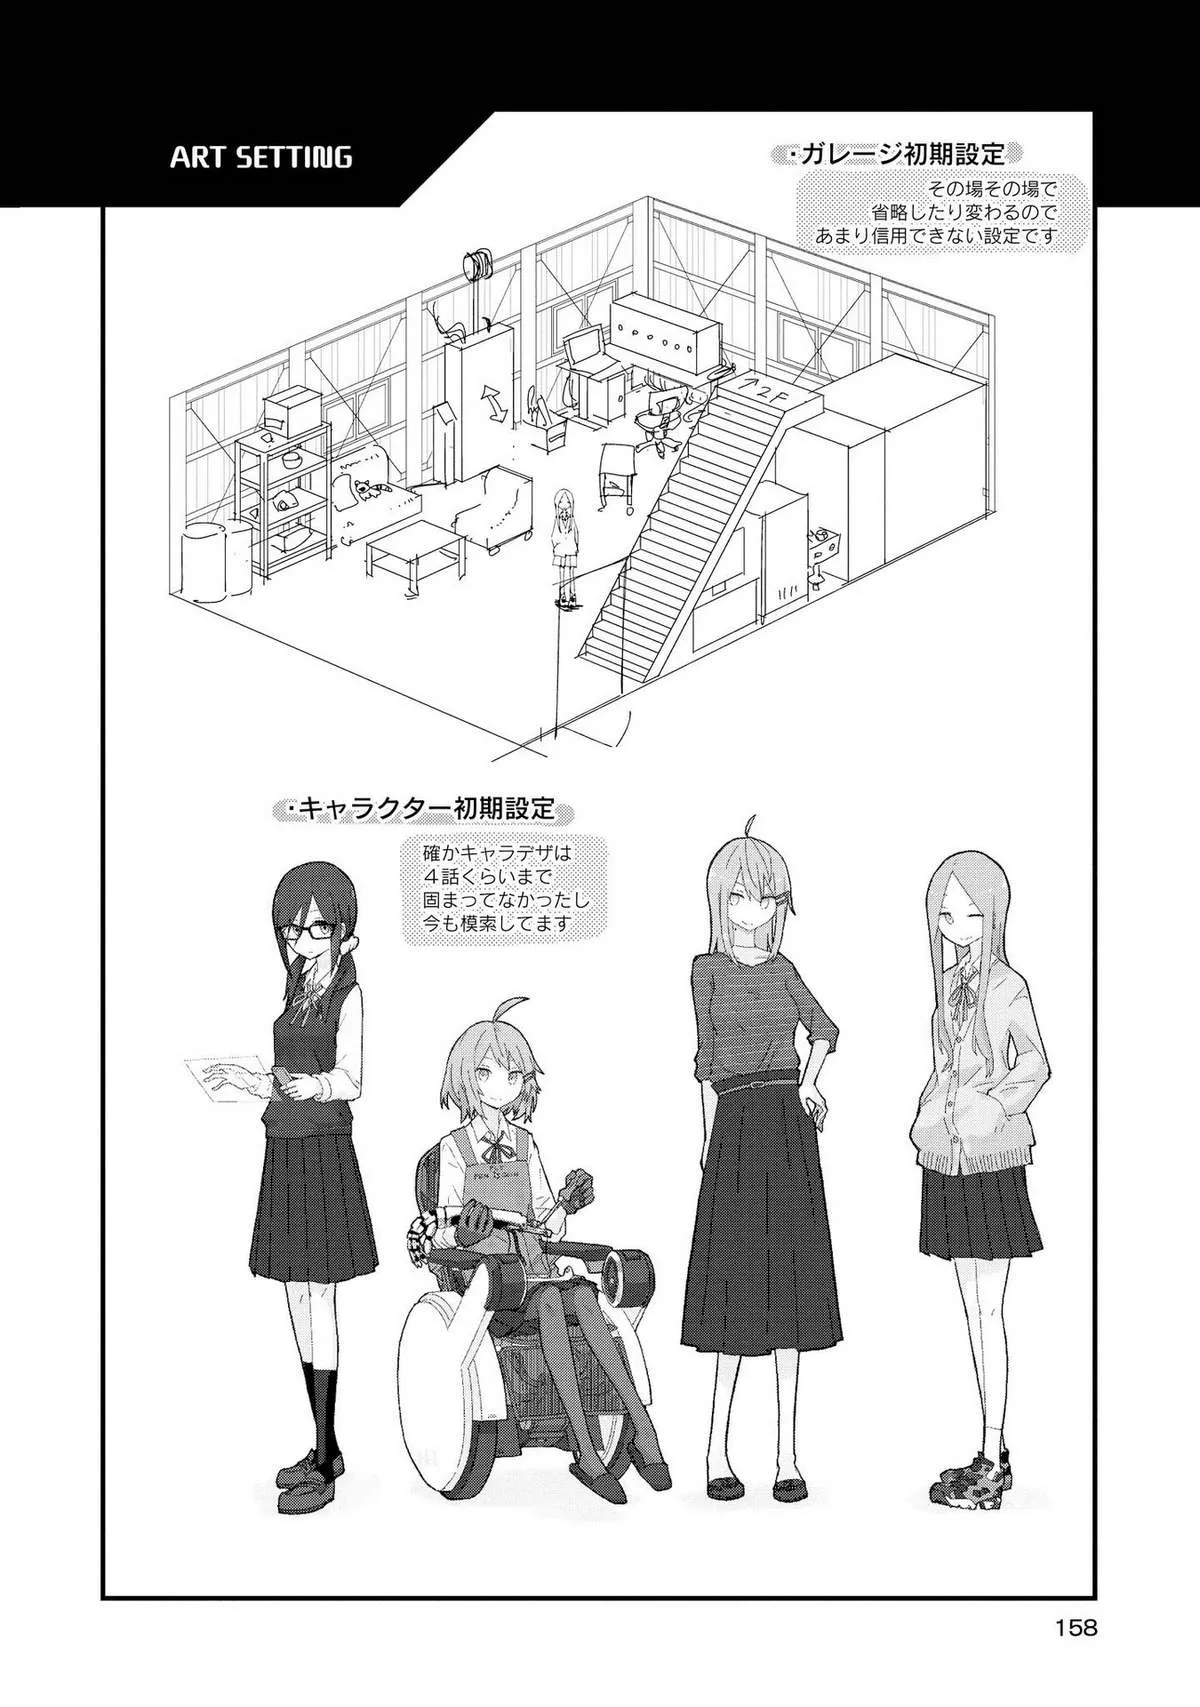 ART SETTING
・ガレージ初期設定
その場その場で
省略したり変わるので
あまり信用できない設定です
↑2F
・キャラクター初期設定
確かキャラデザは
4話くらいまで
固まってなかったし
今も模索してます
158